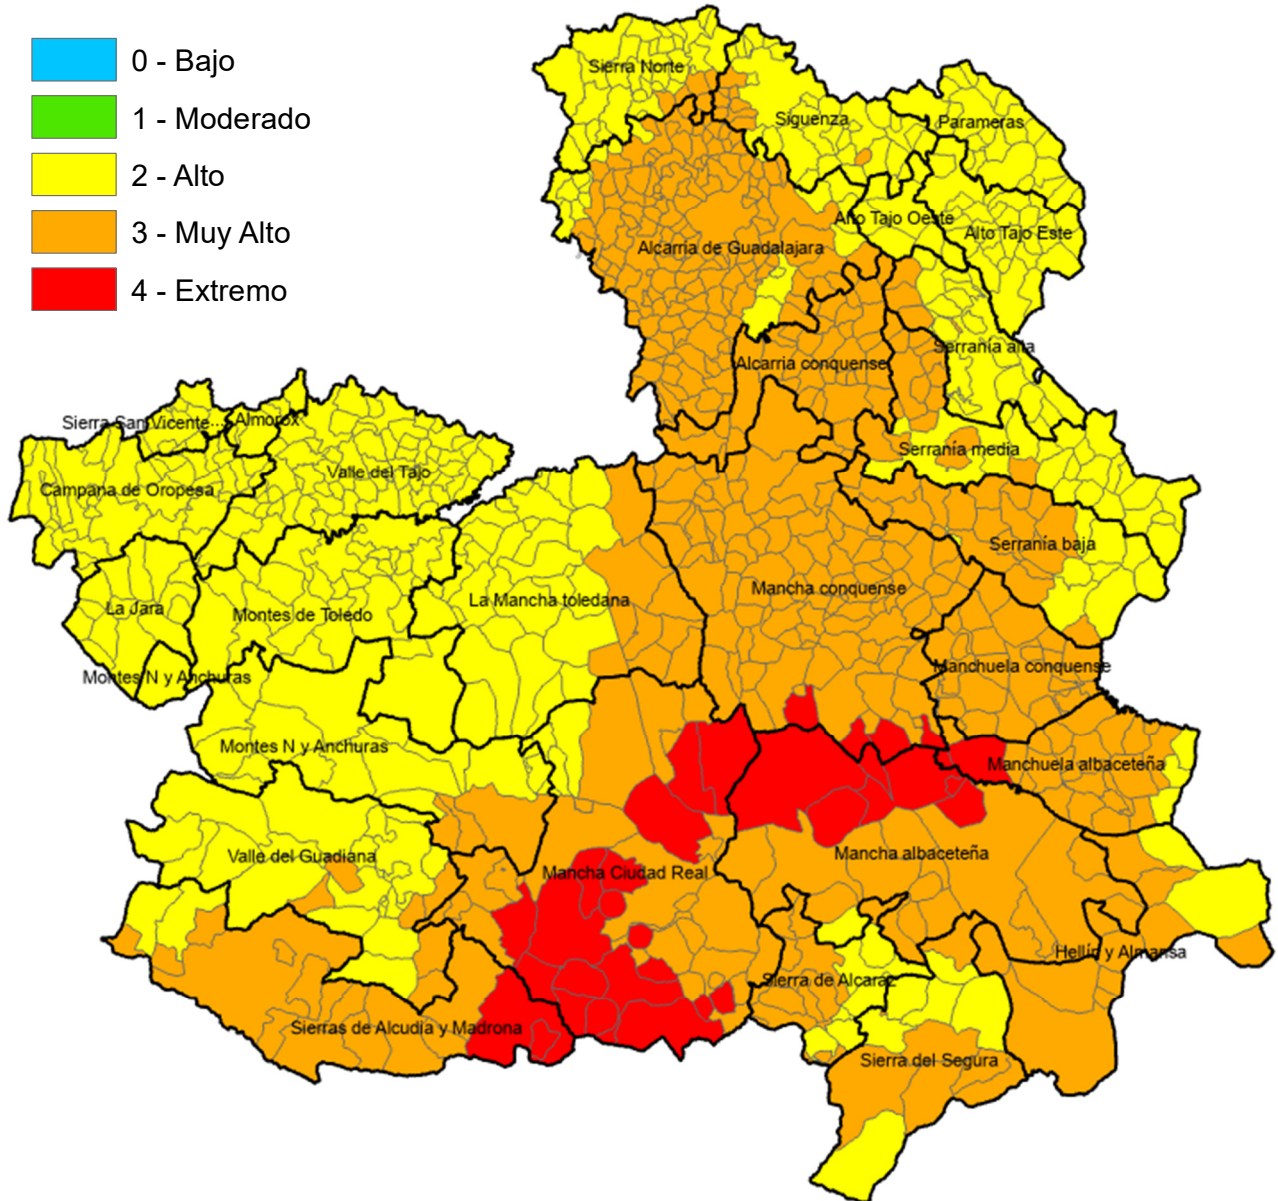 0 - Bajo
1 - Moderado
2 - Alto
3 - Muy Alto
4 - Extremo
Sierra Norte
Siguenza
Parameras
Alto Tajo Oeste
Alto Tajo Este
Alcarria de Guadalajara
Serranía alta
Alcarria conquense
Sierra San Vicente...
Almorox
Serranía media
Valle del Tajo
Campana de Oropesa
Serranía baja
Mancha conquense
La Mancha toledana
La Jara
Montes de Toledo
Manchuela conquense
Montes N y Anchuras
Montes N y Anchuras
Manchuela albaceteña
Mancha albaceteña
Valle del Guadiana
Mancha Ciudad Real
Hellín y Almansa
Sierra de Alcaraz
Sierras de Alcudia y Madrona
Sierra del Segura